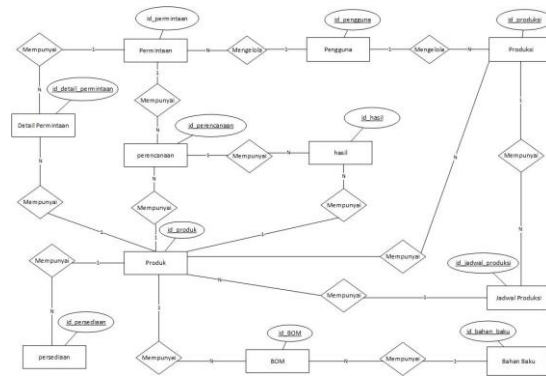 id_permintaan
id_pengguna
id_produksi
Mempunyai
1
Permintaan
N
Mengelola
1
Pengguna
1
Mengelola
N
Produksi
N
id_detail_permintaan
1
Mempunyai
1
Detail Permintaan
id_perencanaan
id_hasil
Mempunyai
N
N
perencanaan
1
Mempunyai
N
hasil
N
N
N
Mempunyai
Mempunyai
Mempunyai
N
1
id_produk
1
1
Mempunyai
1
Produk
Mempunyai
id_jadwal_produksi
N
Mempunyai
1
Jadwal Produksi
N
id_persediaan
1
id_BOM
id_bahan_baku
persediaan
Mempunyai
N
BOM
N
Mempunyai
1
Bahan Baku